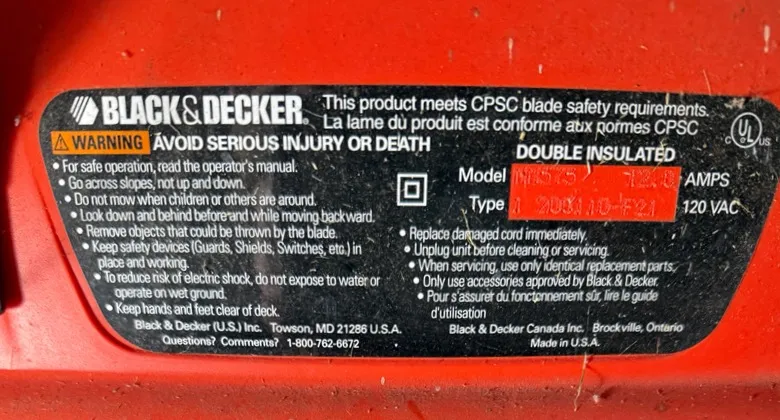 BLACK&DECKER®
This product meets CPSC blade safety requirements.
La lame du produit est conforme aux normes CPSC
C UL US
WARNING AVOID SERIOUS INJURY OR DEATH
• For safe operation, read the operator's manual.
• Go across slopes, not up and down.
• Do not mow when children or others are around.
• Look down and behind before and while moving backward.
• Remove objects that could thrown by the blade.
• Keep safety devices (Guards, Shields, Switches, etc.) in
place and working.
• To reduce risk of electric shock, do not expose to water or
operate on wet ground.
• Keep hands and feet clear of deck.
DOUBLE INSULATED
Model MM575 12.0 AMPS
Type 1 120 VAC
• Replace damaged cord immediately.
• Unplug unit before cleaning or servicing.
• When servicing, use only identical replacement parts.
• Only use accessories approved by Black & Decker.
• Pour s'assurer du fonctionnement sûr, lire le guide
d'utilisation
Black & Decker (U.S.) Inc. Towson, MD 21286 U.S.A.
Questions? Comments? 1-800-762-6672
Black & Decker Canada Inc. Brockville, Ontario
Made in U.S.A.